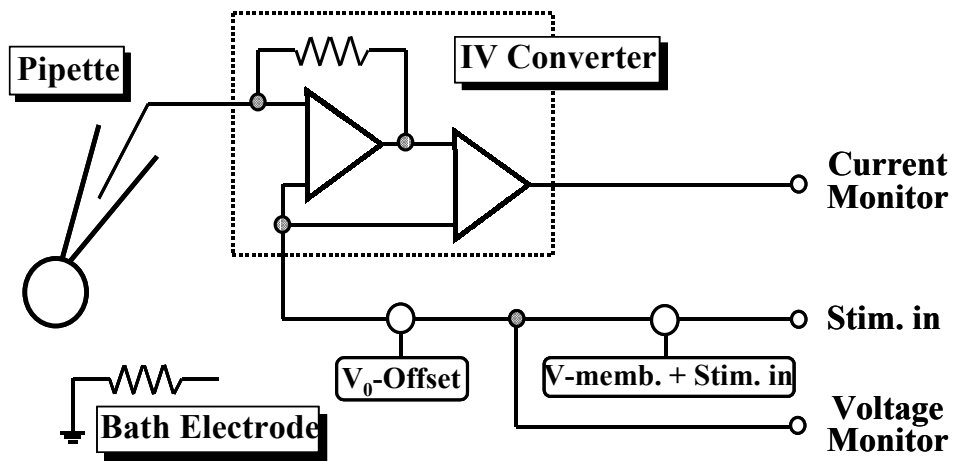 Pipette
IV Converter
Current
Monitor
Stim. in
V₀-Offset
V-memb. + Stim. in
Bath Electrode
Voltage
Monitor